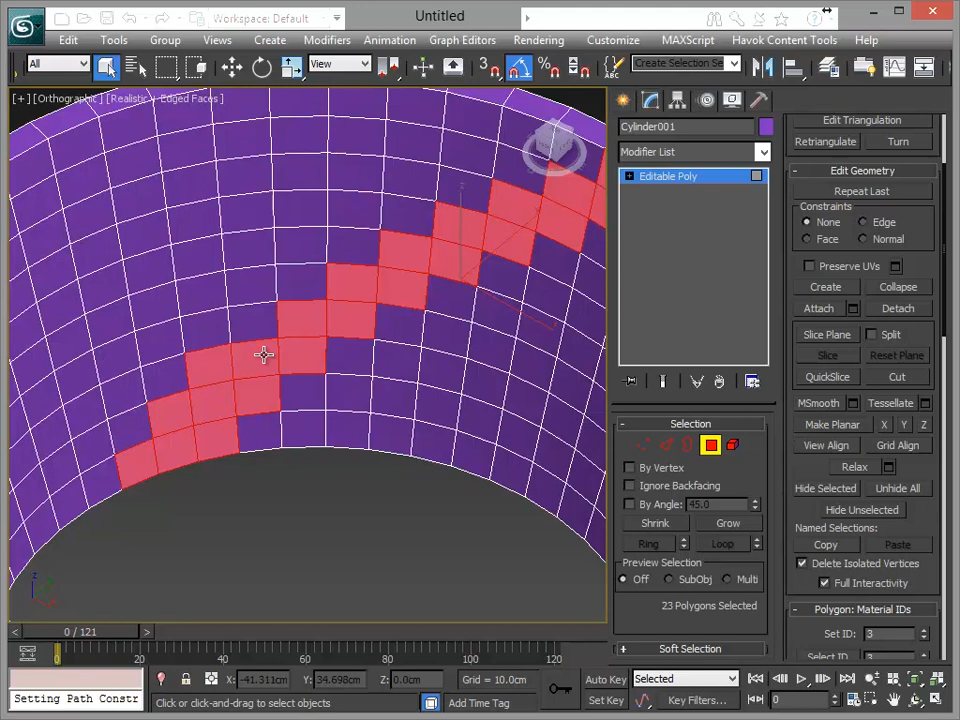 Workspace: Default
Untitled
Edit Tools Group Views Create Modifiers Animation Graph Editors Rendering Customize MAXScript Havok Content Tools Help
All View 3 Create Selection Se
[+] [Orthographic] [Realistic + Edged Faces]
Cylinder001
Modifier List
Editable Poly
Selection
By Vertex
Ignore Backfacing
By Angle: 45.0
Shrink Grow
Ring Loop
Preview Selection
Off SubObj Multi
23 Polygons Selected
Soft Selection
Edit Triangulation
Retriangulate Turn
Edit Geometry
Repeat Last
Constraints
None Edge
Face Normal
Preserve UVs
Create Collapse
Attach Detach
Slice Plane Split
Slice Reset Plane
QuickSlice Cut
MSmooth Tessellate
Make Planar X Y Z
View Align Grid Align
Relax
Hide Selected Unhide All
Hide Unselected
Named Selections:
Copy Paste
Delete Isolated Vertices
Full Interactivity
Polygon: Material IDs
Set ID: 3
Select ID 3
0 / 121
0 20 40 60 80 100 120
X: -41.311cm Y: 34.698cm Z: 0.0cm Grid = 10.0cm Auto Key Selected
Setting Path Constr Click or click-and-drag to select objects Add Time Tag Set Key Key Filters... 0